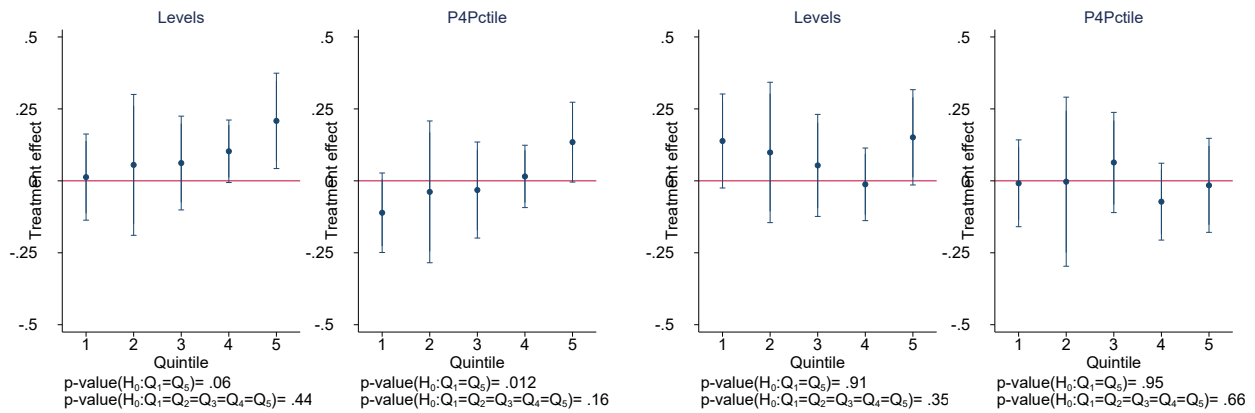 Levels
.5
.25
0
-.25
-.5
Treatment effect
1 2 3 4 5
Quintile
p-value(H₀:Q₁=Q₅)= .06
p-value(H₀:Q₁=Q₂=Q₃=Q₄=Q₅)= .44
P4Pctile
.5
.25
0
-.25
-.5
Treatment effect
1 2 3 4 5
Quintile
p-value(H₀:Q₁=Q₅)= .012
p-value(H₀:Q₁=Q₂=Q₃=Q₄=Q₅)= .16
Levels
.5
.25
0
-.25
-.5
Treatment effect
1 2 3 4 5
Quintile
p-value(H₀:Q₁=Q₅)= .91
p-value(H₀:Q₁=Q₂=Q₃=Q₄=Q₅)= .35
P4Pctile
.5
.25
0
-.25
-.5
Treatment effect
1 2 3 4 5
Quintile
p-value(H₀:Q₁=Q₅)= .95
p-value(H₀:Q₁=Q₂=Q₃=Q₄=Q₅)= .66